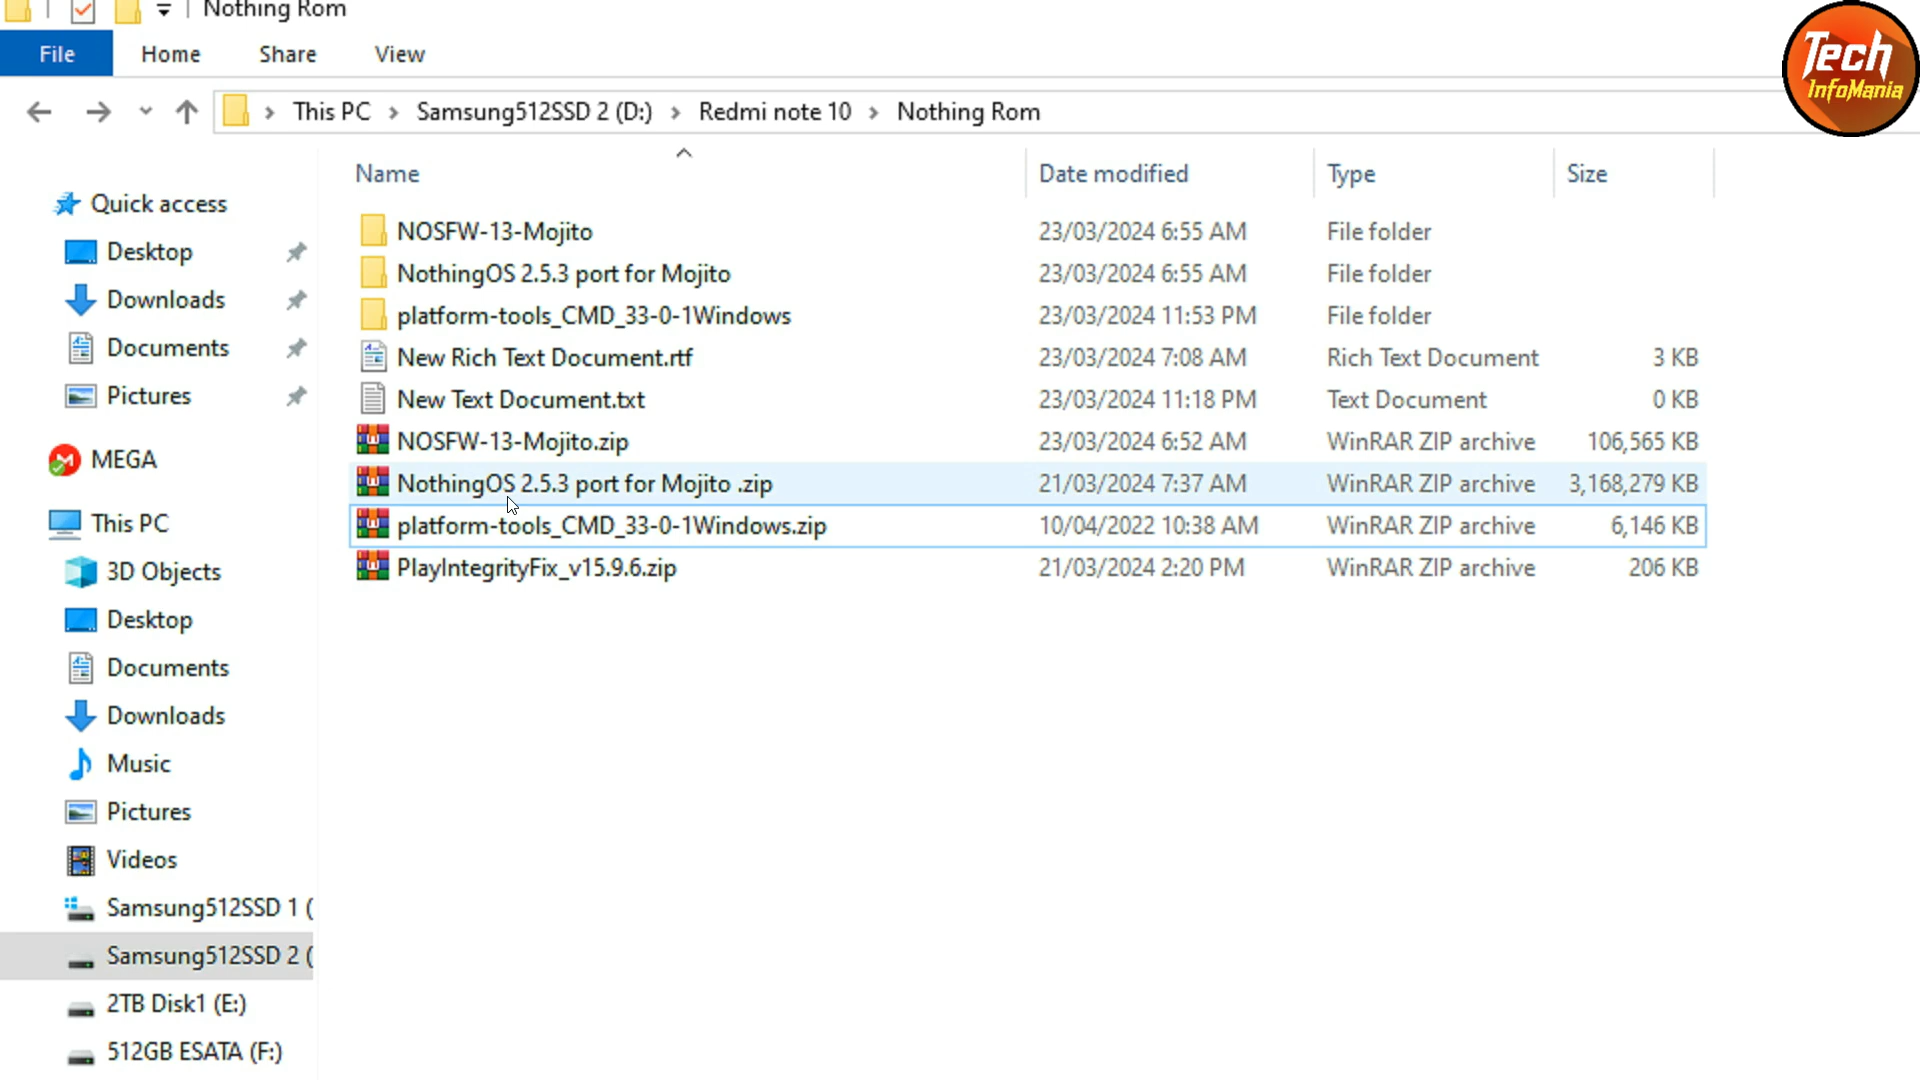 Nothing Rom
File Home Share View
This PC Samsung512SSD 2 (D:) Redmi note 10 Nothing Rom
Tech
InfoMania
Name Date modified Type Size
Quick access
Desktop
Downloads
Documents
Pictures
MEGA
This PC
3D Objects
Desktop
Documents
Downloads
Music
Pictures
Videos
Samsung512SSD 1 (
Samsung512SSD 2 (
2TB Disk1 (E:)
512GB ESATA (F:)
NOSFW-13-Mojito 23/03/2024 6:55 AM File folder
NothingOS 2.5.3 port for Mojito 23/03/2024 6:55 AM File folder
platform-tools_CMD_33-0-1Windows 23/03/2024 11:53 PM File folder
New Rich Text Document.rtf 23/03/2024 7:08 AM Rich Text Document 3 KB
New Text Document.txt 23/03/2024 11:18 PM Text Document 0 KB
NOSFW-13-Mojito.zip 23/03/2024 6:52 AM WinRAR ZIP archive 106,565 KB
NothingOS 2.5.3 port for Mojito .zip 21/03/2024 7:37 AM WinRAR ZIP archive 3,168,279 KB
platform-tools_CMD_33-0-1Windows.zip 10/04/2022 10:38 AM WinRAR ZIP archive 6,146 KB
PlayIntegrityFix_v15.9.6.zip 21/03/2024 2:20 PM WinRAR ZIP archive 206 KB